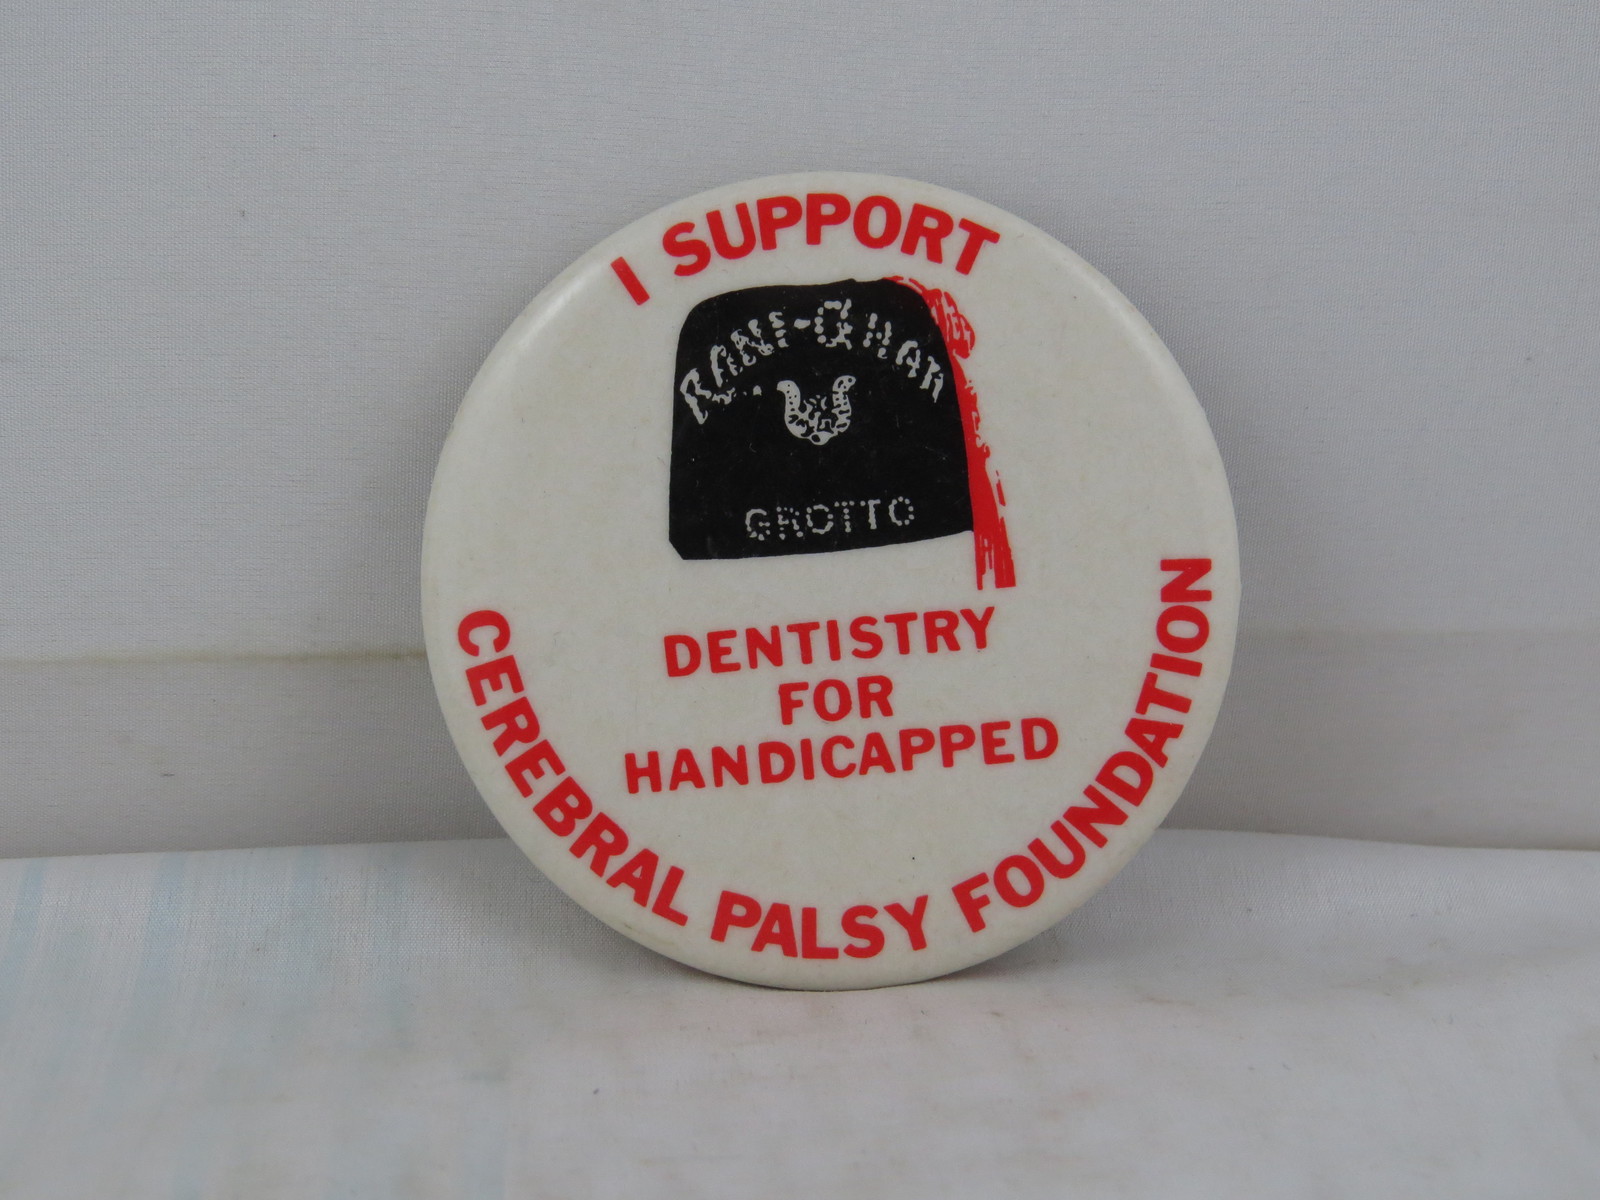 I SUPPORT
RANI-GHAR
GROTTO
DENTISTRY
FOR
HANDICAPPED
CEREBRAL PALSY FOUNDATION